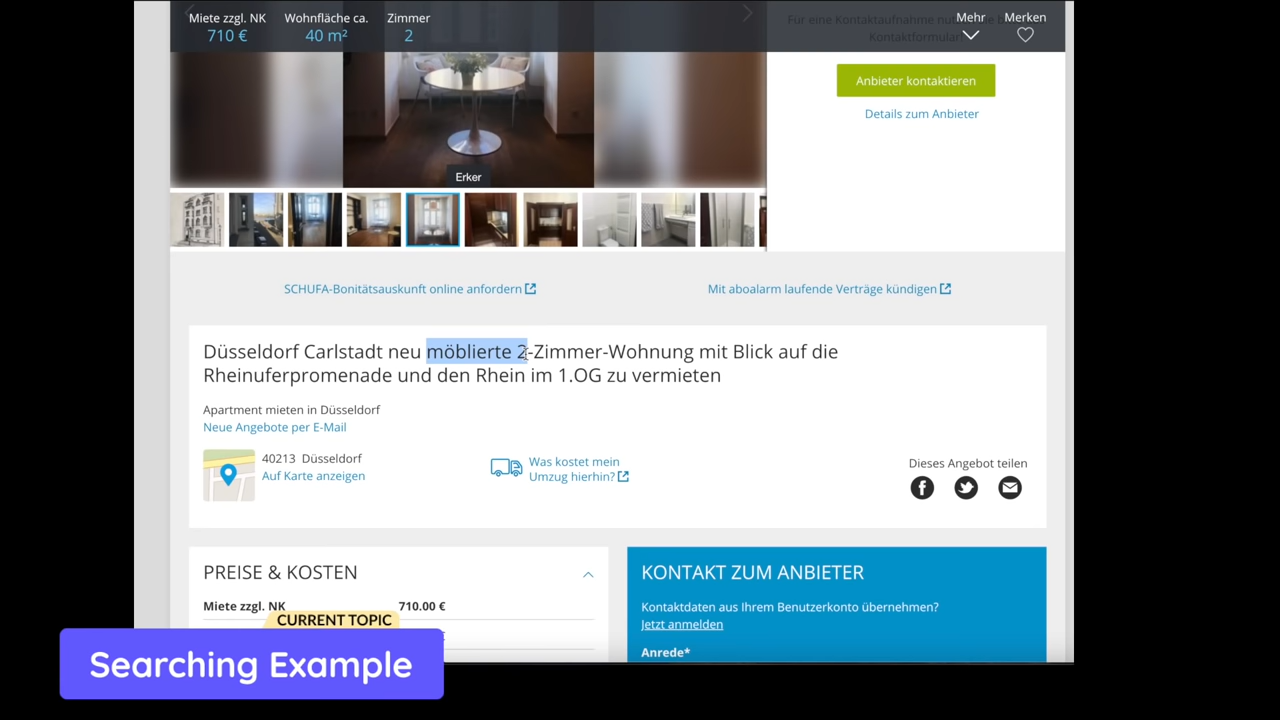 Miete zzgl. NK
710 €
Wohnfläche ca.
40 m²
Zimmer
2
Mehr
Merken
Für eine Kontaktaufnahme
Kontaktformular
Anbieter kontaktieren
Details zum Anbieter
Erker
SCHUFA-Bonitätsauskunft online anfordern
Mit aboalarm laufende Verträge kündigen
Düsseldorf Carlstadt neu möblierte 2-Zimmer-Wohnung mit Blick auf die
Rheinuferpromenade und den Rhein im 1.OG zu vermieten
Apartment mieten in Düsseldorf
Neue Angebote per E-Mail
40213 Düsseldorf
Auf Karte anzeigen
Was kostet mein
Umzug hierhin?
Dieses Angebot teilen
PREISE & KOSTEN
Miete zzgl. NK 710.00 €
KONTAKT ZUM ANBIETER
Kontaktdaten aus Ihrem Benutzerkonto übernehmen?
Jetzt anmelden
Anrede*
CURRENT TOPIC
Searching Example